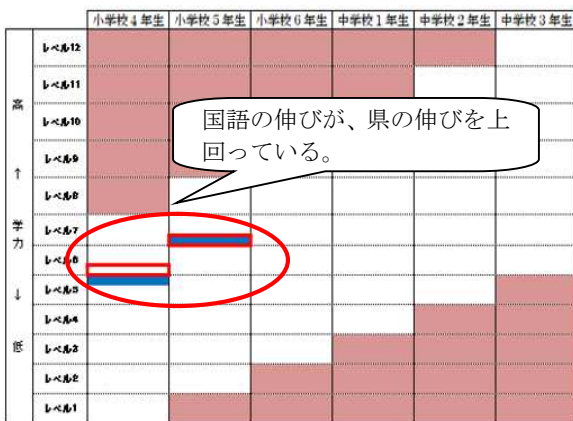 小学校4年生 小学校5年生 小学校6年生 中学校1年生 中学校2年生 中学校3年生
高 ↑ 学力 ↓ 低
レベル12
レベル11
レベル10
レベル9
レベル8
レベル7
レベル6
レベル5
レベル4
レベル3
レベル2
レベル1
国語の伸びが、県の伸びを上
回っている。